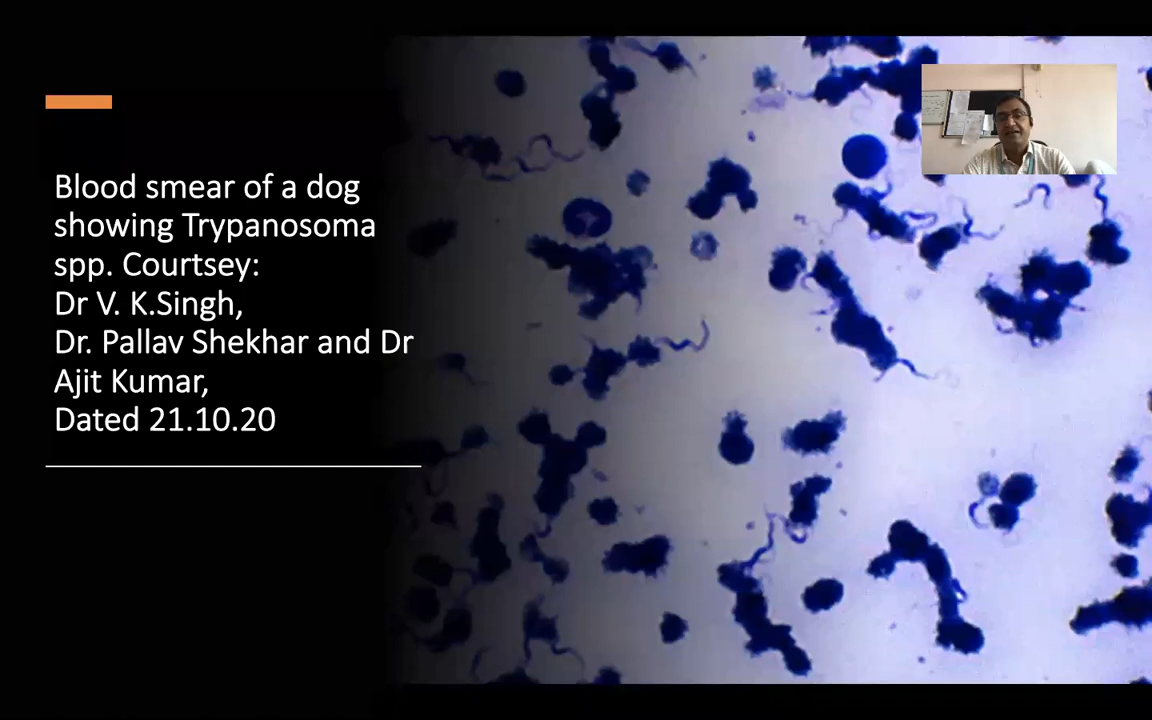 Blood smear of a dog
showing Trypanosoma
spp. Courtsey:
Dr V. K.Singh,
Dr. Pallav Shekhar and Dr
Ajit Kumar,
Dated 21.10.20